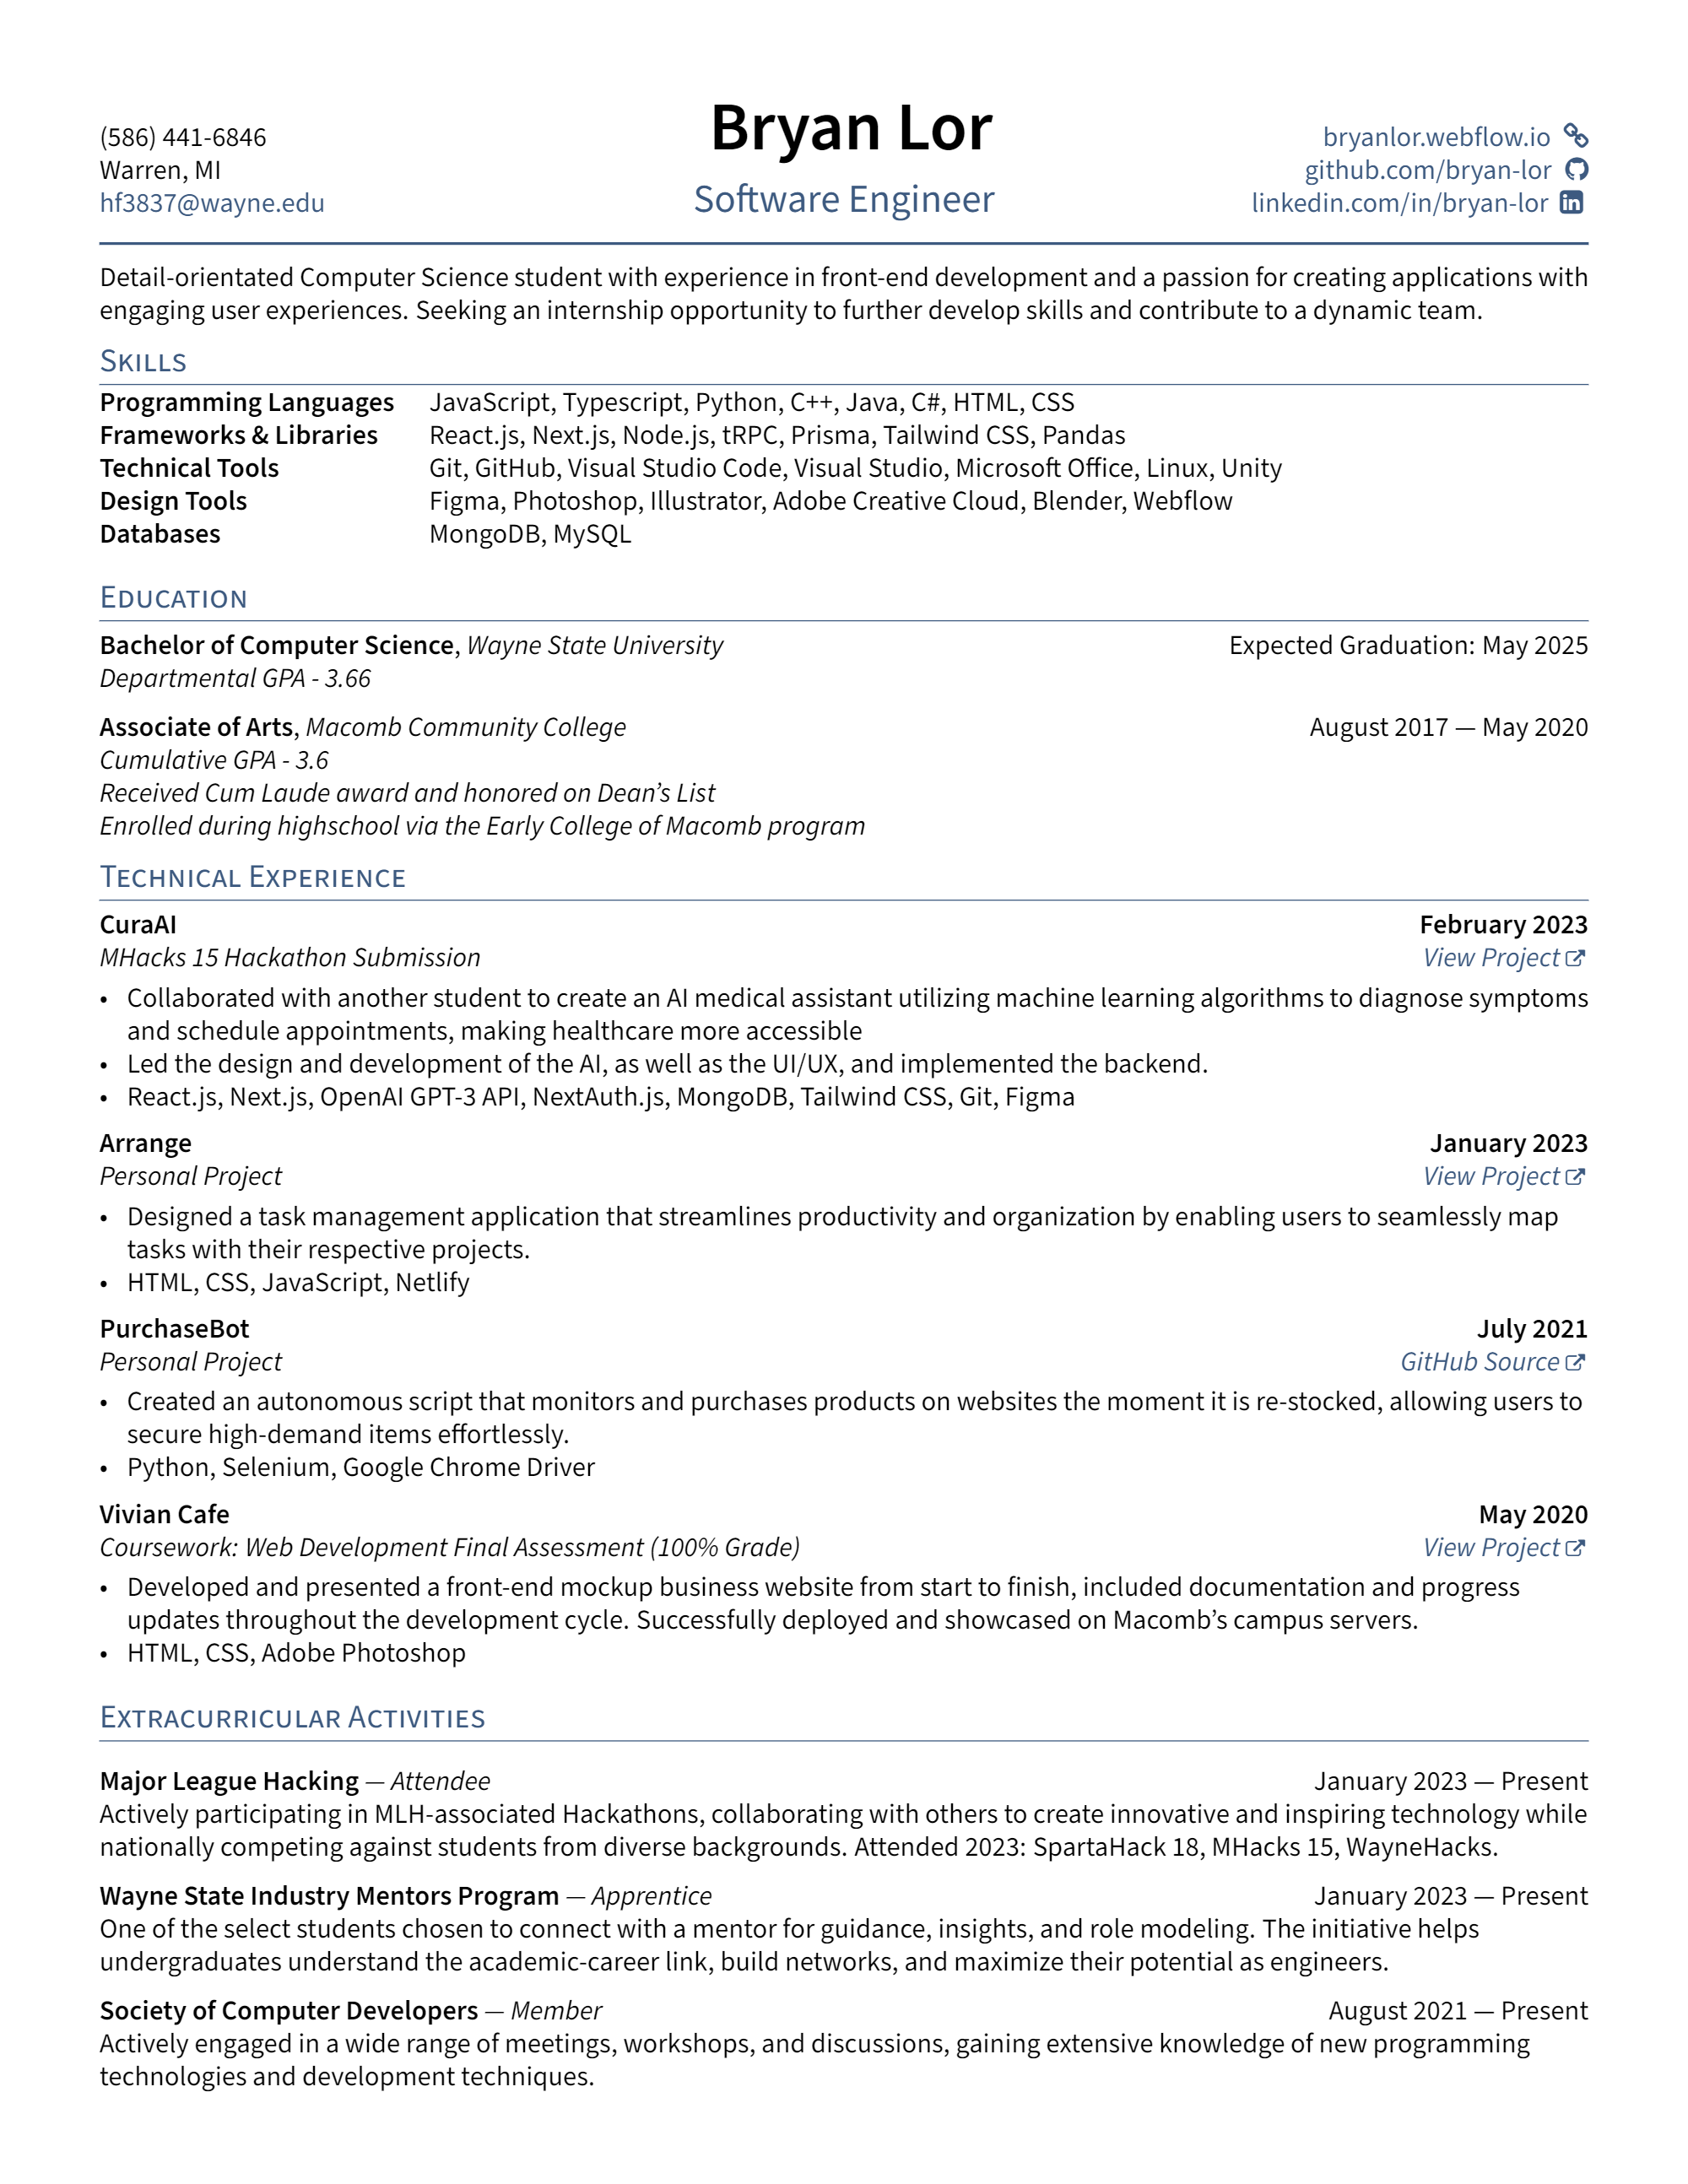 Bryan Lor
Software Engineer
(586) 441-6846
Warren, MI
hf3837@wayne.edu
bryanlor.webflow.io
github.com/bryan-lor
linkedin.com/in/bryan-lor
Detail-orientated Computer Science student with experience in front-end development and a passion for creating applications with
engaging user experiences. Seeking an internship opportunity to further develop skills and contribute to a dynamic team.
Skills
Programming Languages JavaScript, Typescript, Python, C++, Java, C#, HTML, CSS
Frameworks & Libraries React.js, Next.js, Node.js, tRPC, Prisma, Tailwind CSS, Pandas
Technical Tools Git, GitHub, Visual Studio Code, Visual Studio, Microsoft Office, Linux, Unity
Design Tools Figma, Photoshop, Illustrator, Adobe Creative Cloud, Blender, Webflow
Databases MongoDB, MySQL
Education
Bachelor of Computer Science, Wayne State University Expected Graduation: May 2025
Departmental GPA - 3.66
Associate of Arts, Macomb Community College August 2017 — May 2020
Cumulative GPA - 3.6
Received Cum Laude award and honored on Dean’s List
Enrolled during highschool via the Early College of Macomb program
Technical Experience
CuraAI February 2023
MHacks 15 Hackathon Submission View Project
• Collaborated with another student to create an AI medical assistant utilizing machine learning algorithms to diagnose symptoms
and schedule appointments, making healthcare more accessible
• Led the design and development of the AI, as well as the UI/UX, and implemented the backend.
• React.js, Next.js, OpenAI GPT-3 API, NextAuth.js, MongoDB, Tailwind CSS, Git, Figma
Arrange January 2023
Personal Project View Project
• Designed a task management application that streamlines productivity and organization by enabling users to seamlessly map
tasks with their respective projects.
• HTML, CSS, JavaScript, Netlify
PurchaseBot July 2021
Personal Project GitHub Source
• Created an autonomous script that monitors and purchases products on websites the moment it is re-stocked, allowing users to
secure high-demand items effortlessly.
• Python, Selenium, Google Chrome Driver
Vivian Cafe May 2020
Coursework: Web Development Final Assessment (100% Grade) View Project
• Developed and presented a front-end mockup business website from start to finish, included documentation and progress
updates throughout the development cycle. Successfully deployed and showcased on Macomb’s campus servers.
• HTML, CSS, Adobe Photoshop
Extracurricular Activities
Major League Hacking — Attendee January 2023 — Present
Actively participating in MLH-associated Hackathons, collaborating with others to create innovative and inspiring technology while
nationally competing against students from diverse backgrounds. Attended 2023: SpartaHack 18, MHacks 15, WayneHacks.
Wayne State Industry Mentors Program — Apprentice January 2023 — Present
One of the select students chosen to connect with a mentor for guidance, insights, and role modeling. The initiative helps
undergraduates understand the academic-career link, build networks, and maximize their potential as engineers.
Society of Computer Developers — Member August 2021 — Present
Actively engaged in a wide range of meetings, workshops, and discussions, gaining extensive knowledge of new programming
technologies and development techniques.